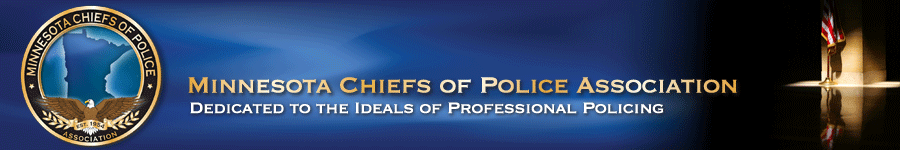 MINNESOTA CHIEFS OF POLICE
ASSOCIATION
MINNESOTA CHIEFS OF POLICE ASSOCIATION
DEDICATED TO THE IDEALS OF PROFESSIONAL POLICING